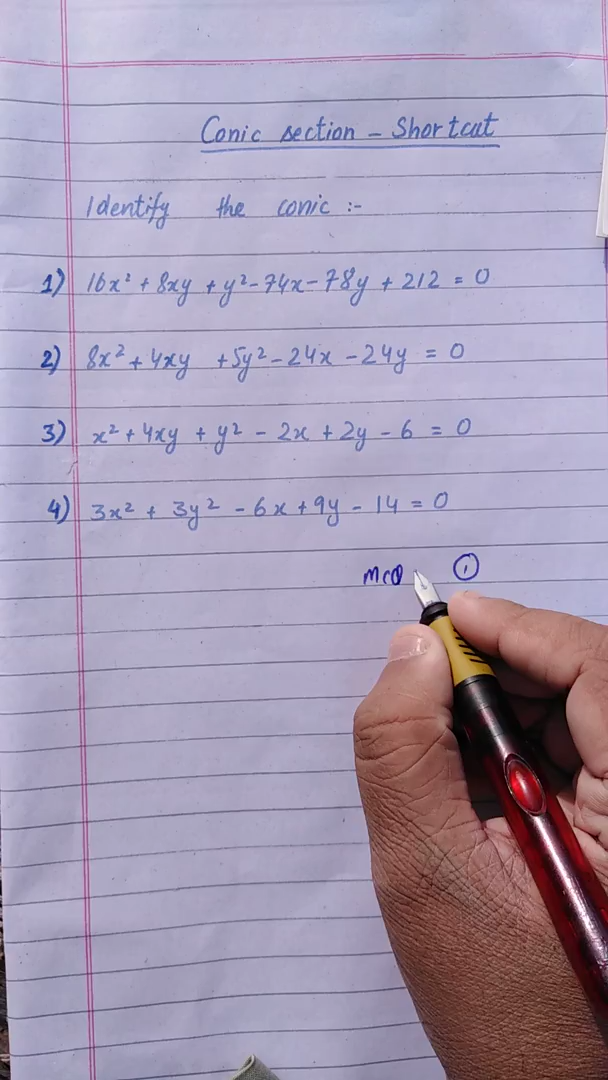 Conic section - Shortcut
Identify the conic :-
1) 16x² + 8xy + y² - 74x - 78y + 212 = 0
2) 8x² + 4xy + 5y² - 24x - 24y = 0
3) x² + 4xy + y² - 2x + 2y - 6 = 0
4) 3x² + 3y² - 6x + 9y - 14 = 0
MCQ ①